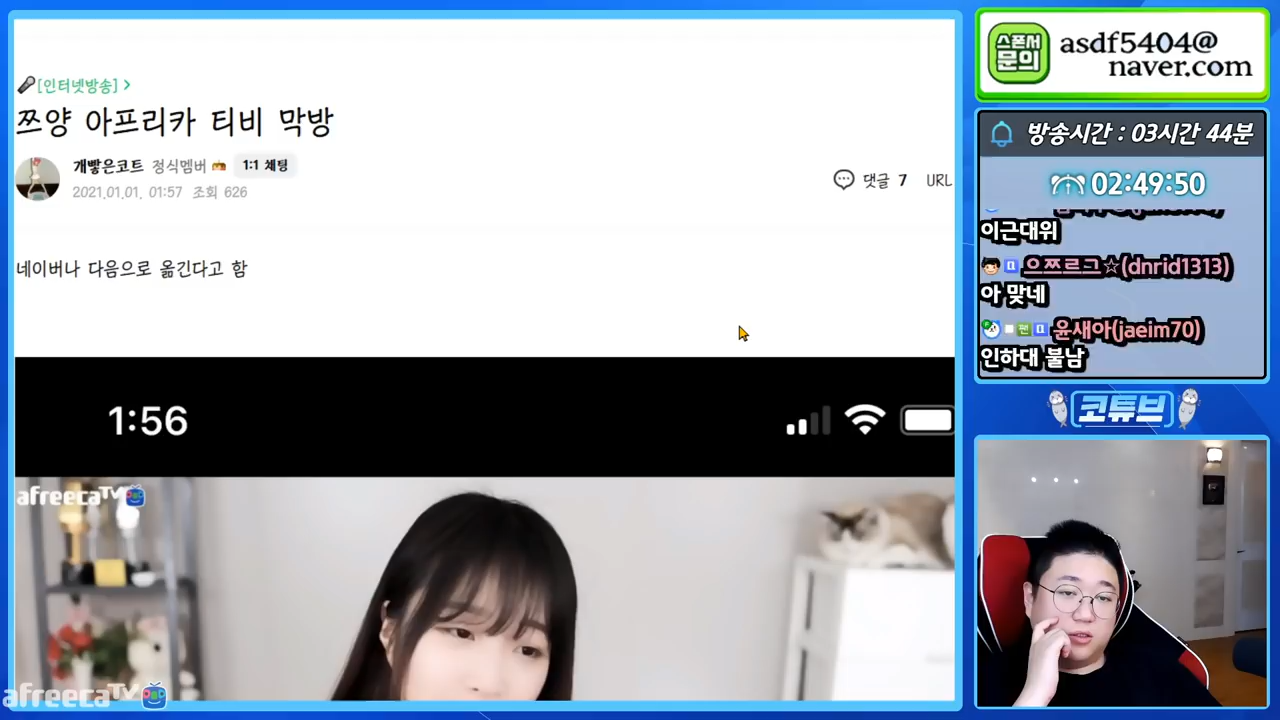 [인터넷방송] >
쯔양 아프리카 티비 막방
개빻은코트 정식멤버 1:1 채팅
2021.01.01. 01:57 조회 626
댓글 7 URL
네이버나 다음으로 옮긴다고 함
1:56
afreecaTV
afreecaTV
스폰서
문의
asdf5404@
naver.com
방송시간 : 03시간 44분
02:49:50
이근대위
으쯔르그☆(dnrid1313)
아 맞네
팬 윤새아(jaeim70)
인하대 불남
코튜브